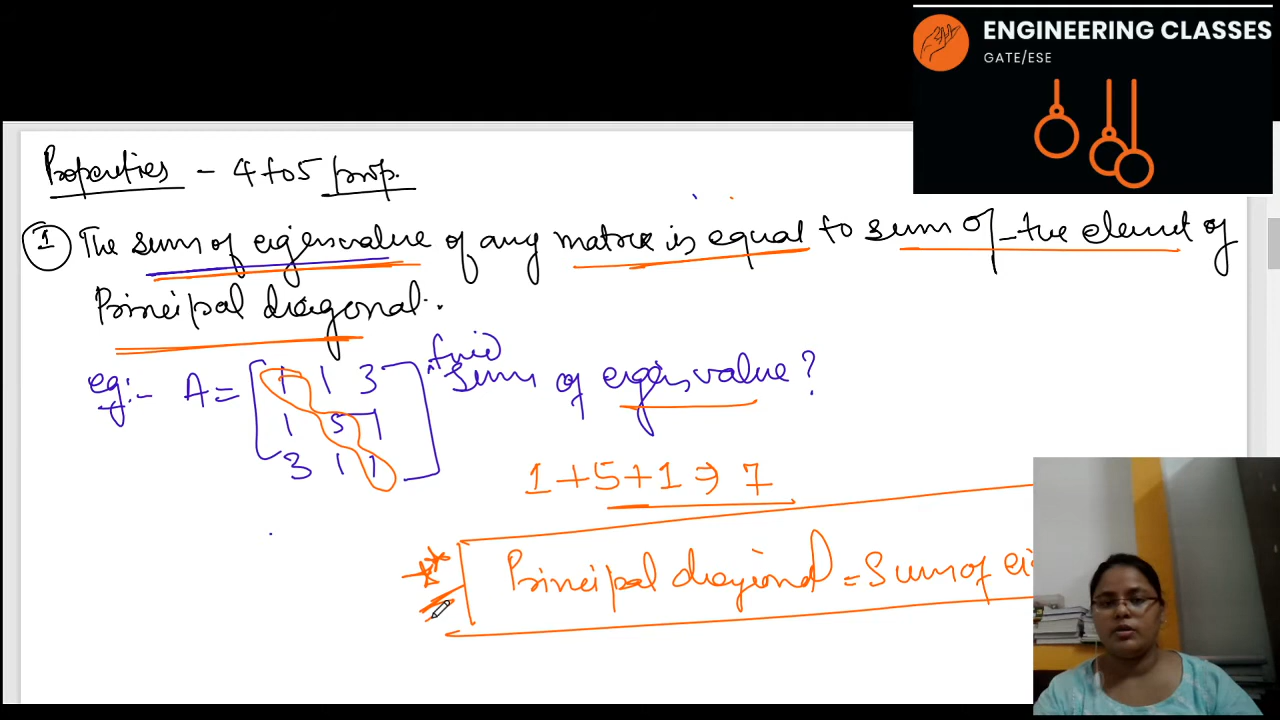 ENGINEERING CLASSES
GATE/ESE
Properties - 4 to 5 prop.
1 The sum of eigenvalue of any matrix is equal to sum of the element of
Principal diagonal.
eg:- A = [ 1 1 3 find sum of eigenvalue?
1 5 1
3 1 1 ]
1+5+1 ⇒ 7
** Principal diagional = Sum of ei